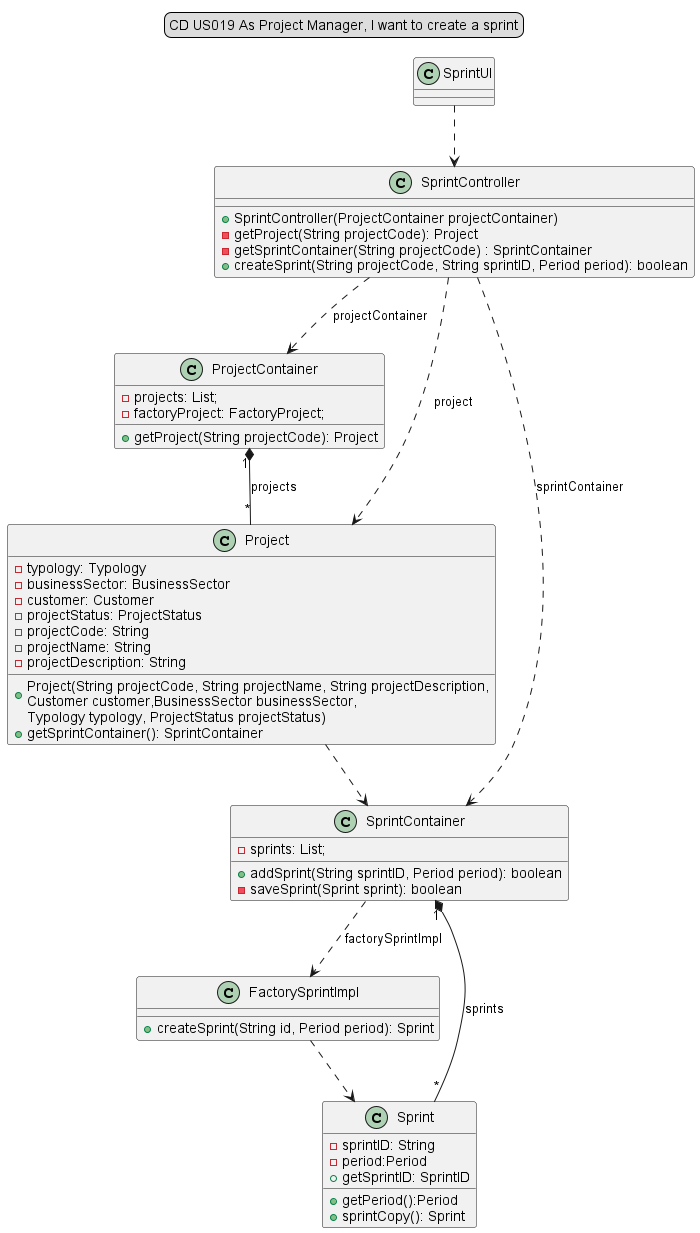 CD US019 As Project Manager, I want to create a sprint
C SprintUI
C SprintController
SprintController(ProjectContainer projectContainer)
getProject(String projectCode): Project
getSprintContainer(String projectCode) : SprintContainer
createSprint(String projectCode, String sprintID, Period period): boolean
projectContainer
C ProjectContainer
projects: List;
factoryProject: FactoryProject;
getProject(String projectCode): Project
project
1
projects
sprintContainer
*
C Project
typology: Typology
businessSector: BusinessSector
customer: Customer
projectStatus: ProjectStatus
projectCode: String
projectName: String
projectDescription: String
Project(String projectCode, String projectName, String projectDescription,
Customer customer,BusinessSector businessSector,
Typology typology, ProjectStatus projectStatus)
getSprintContainer(): SprintContainer
C SprintContainer
sprints: List;
addSprint(String sprintID, Period period): boolean
saveSprint(Sprint sprint): boolean
1
factorySprintImpl
C FactorySprintImpl
createSprint(String id, Period period): Sprint
sprints
*
C Sprint
sprintID: String
period:Period
getSprintID: SprintID
getPeriod():Period
sprintCopy(): Sprint